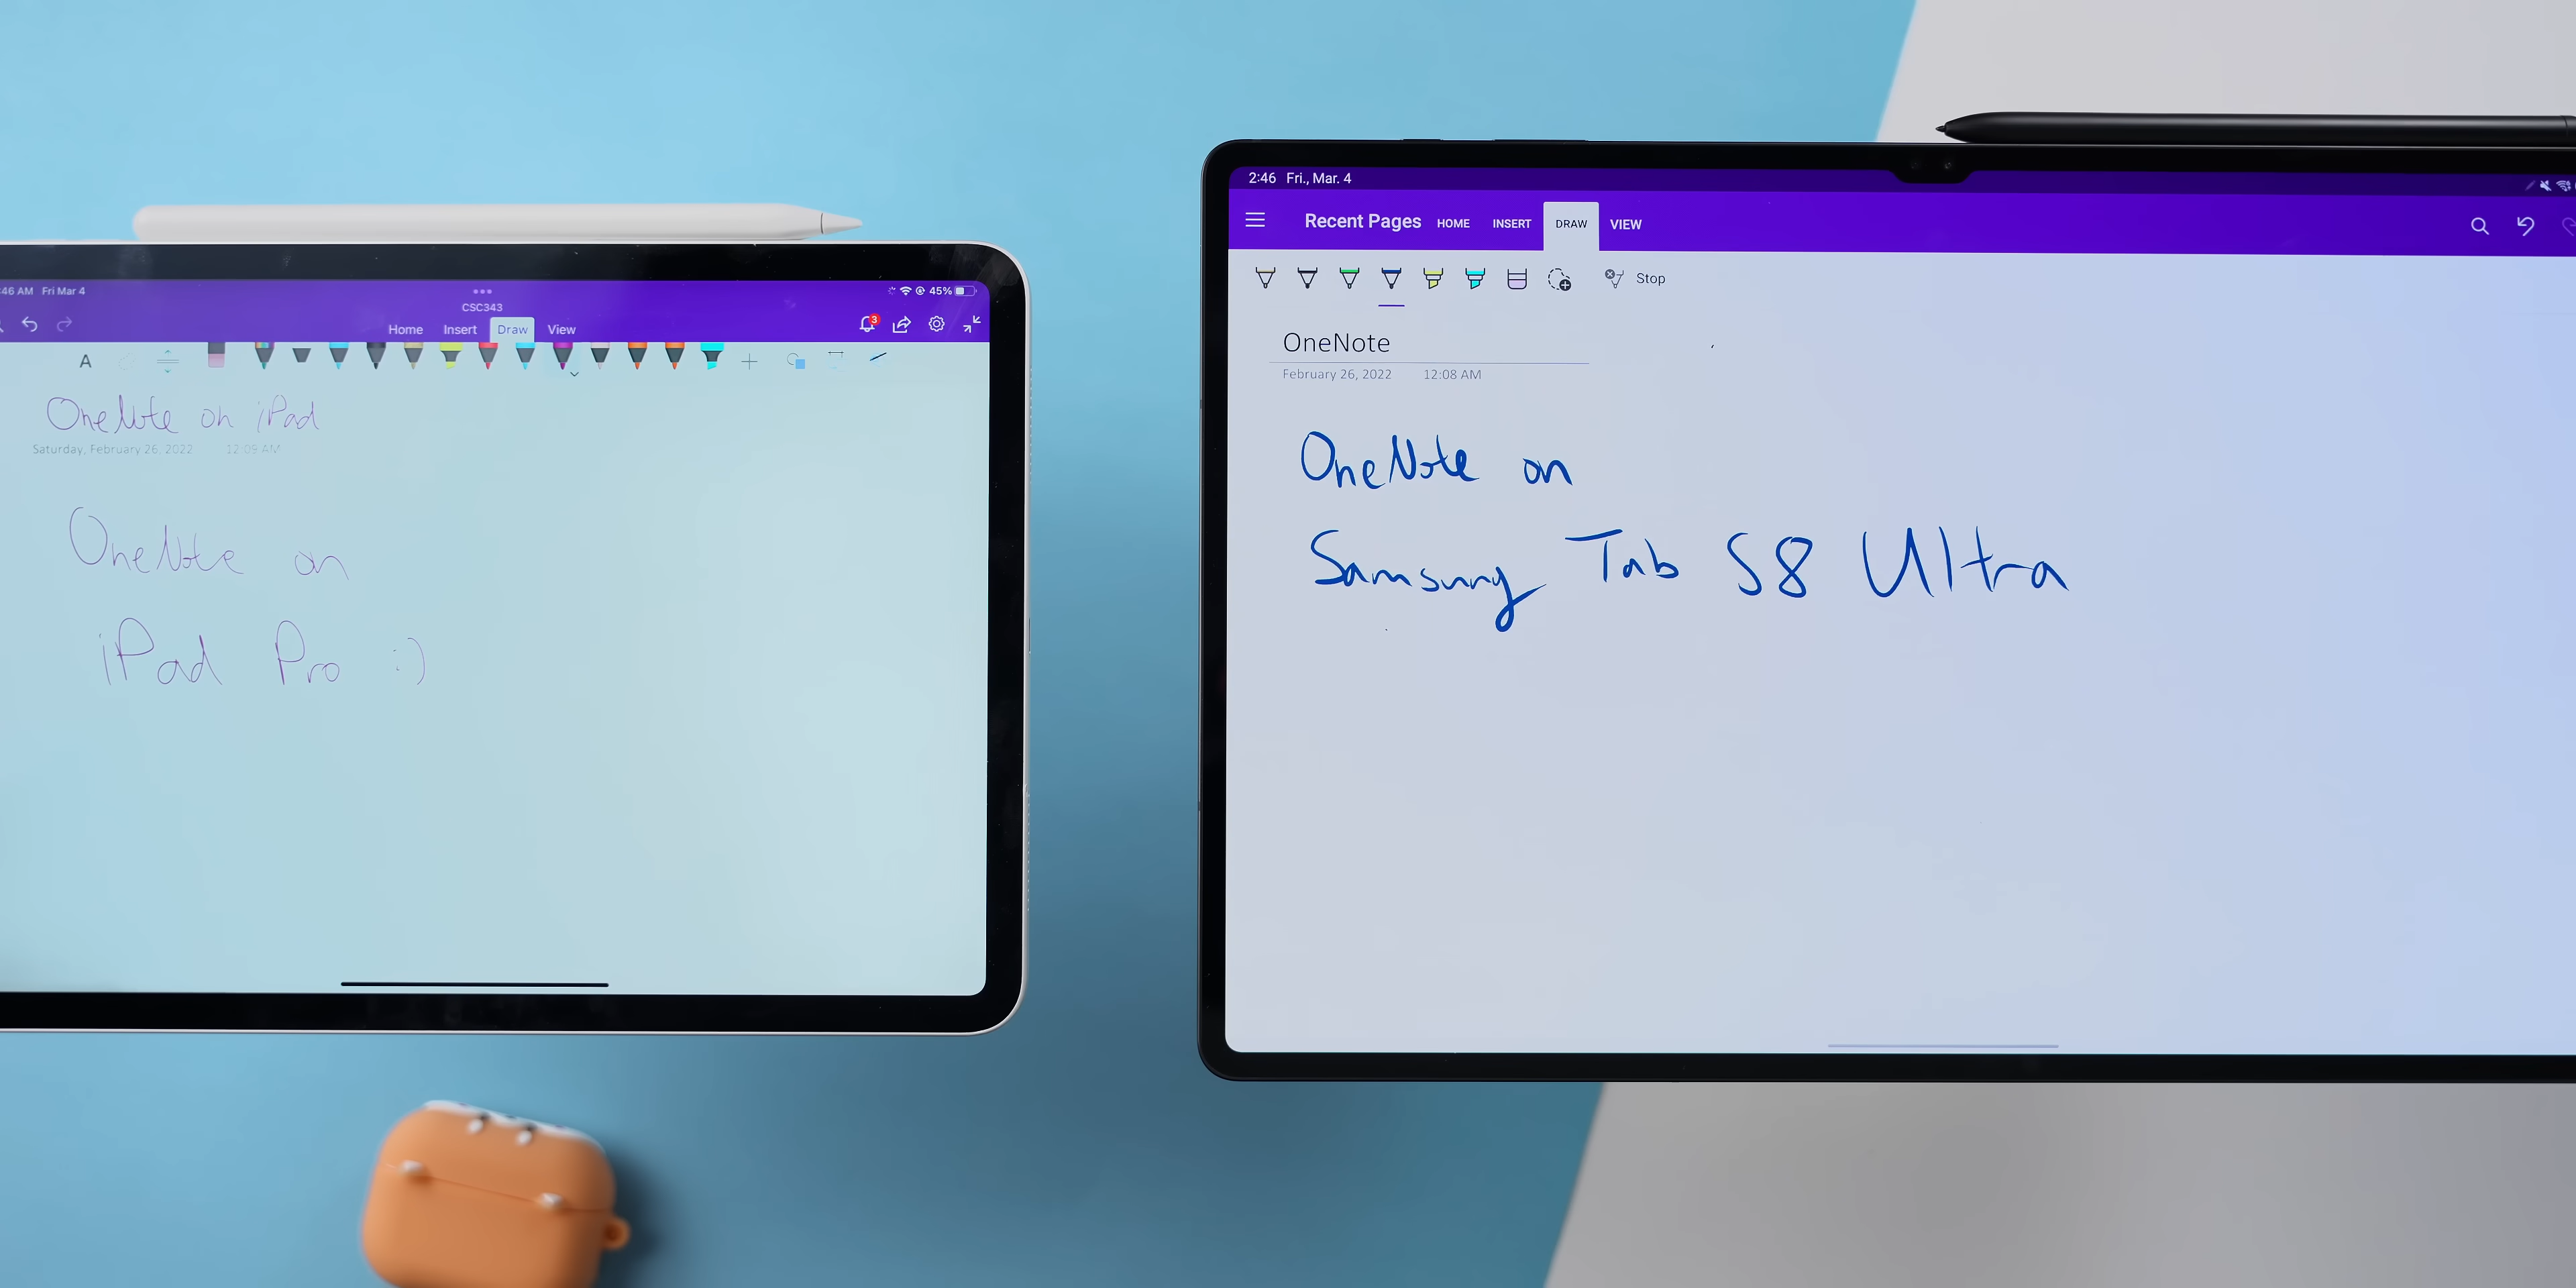 :46 AM Fri Mar 4
45%
CSC343
3
Home Insert Draw View
A
OneNote on iPad
Saturday, February 26, 2022 12:09 AM
OneNote on
iPad Pro :)
2:46 Fri., Mar. 4
Recent Pages HOME INSERT DRAW VIEW
Stop
OneNote
February 26, 2022 12:08 AM
OneNote on
Samsung Tab S8 Ultra